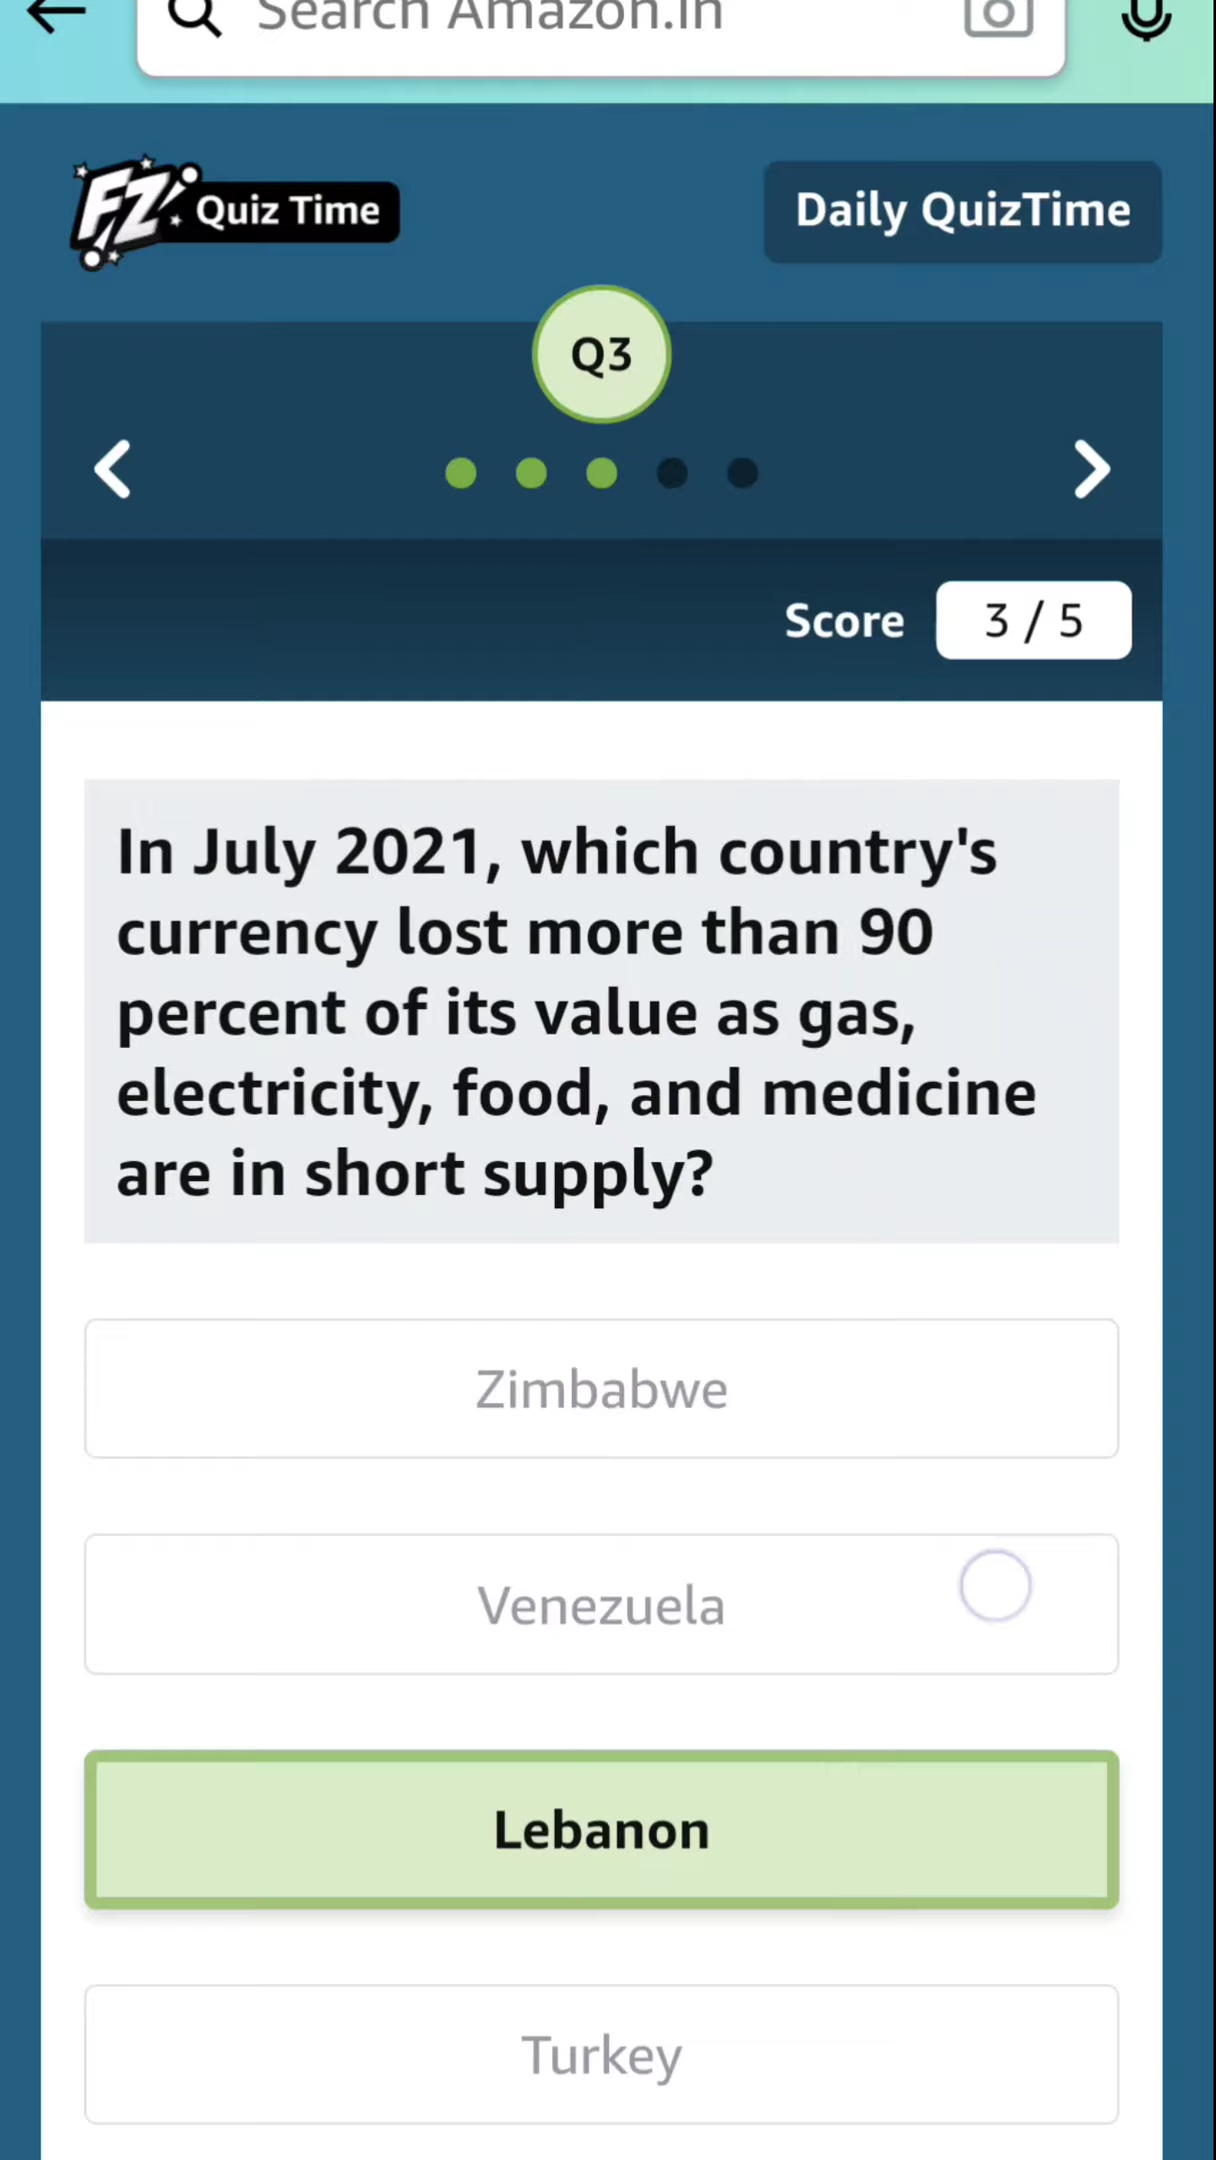 Search Amazon.in
FZ Quiz Time
Daily QuizTime
Q3
Score 3 / 5
In July 2021, which country's
currency lost more than 90
percent of its value as gas,
electricity, food, and medicine
are in short supply?
Zimbabwe
Venezuela
Lebanon
Turkey